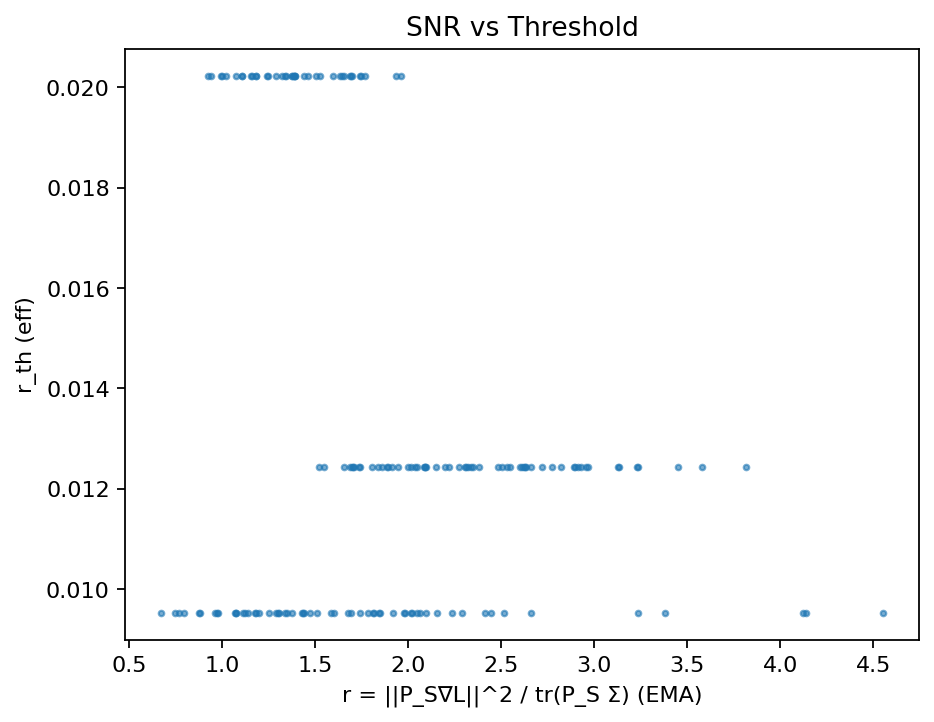 SNR vs Threshold
r_th (eff)
0.020
0.018
0.016
0.014
0.012
0.010
0.5 1.0 1.5 2.0 2.5 3.0 3.5 4.0 4.5
r = ||P_S∇L||^2 / tr(P_S Σ) (EMA)